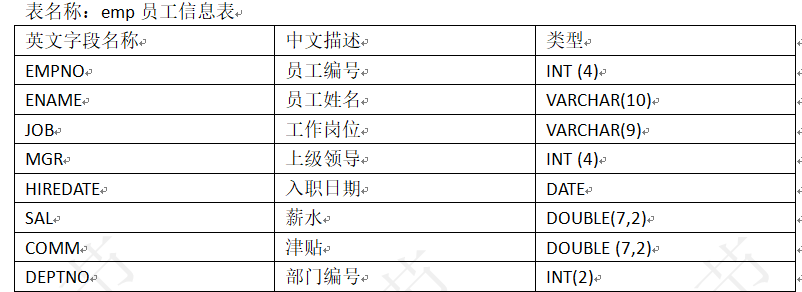 表名称：emp 员工信息表
英文字段名称 中文描述 类型
EMPNO 员工编号 INT (4)
ENAME 员工姓名 VARCHAR(10)
JOB 工作岗位 VARCHAR(9)
MGR 上级领导 INT (4)
HIREDATE 入职日期 DATE
SAL 薪水 DOUBLE(7,2)
COMM 津贴 DOUBLE (7,2)
DEPTNO 部门编号 INT(2)